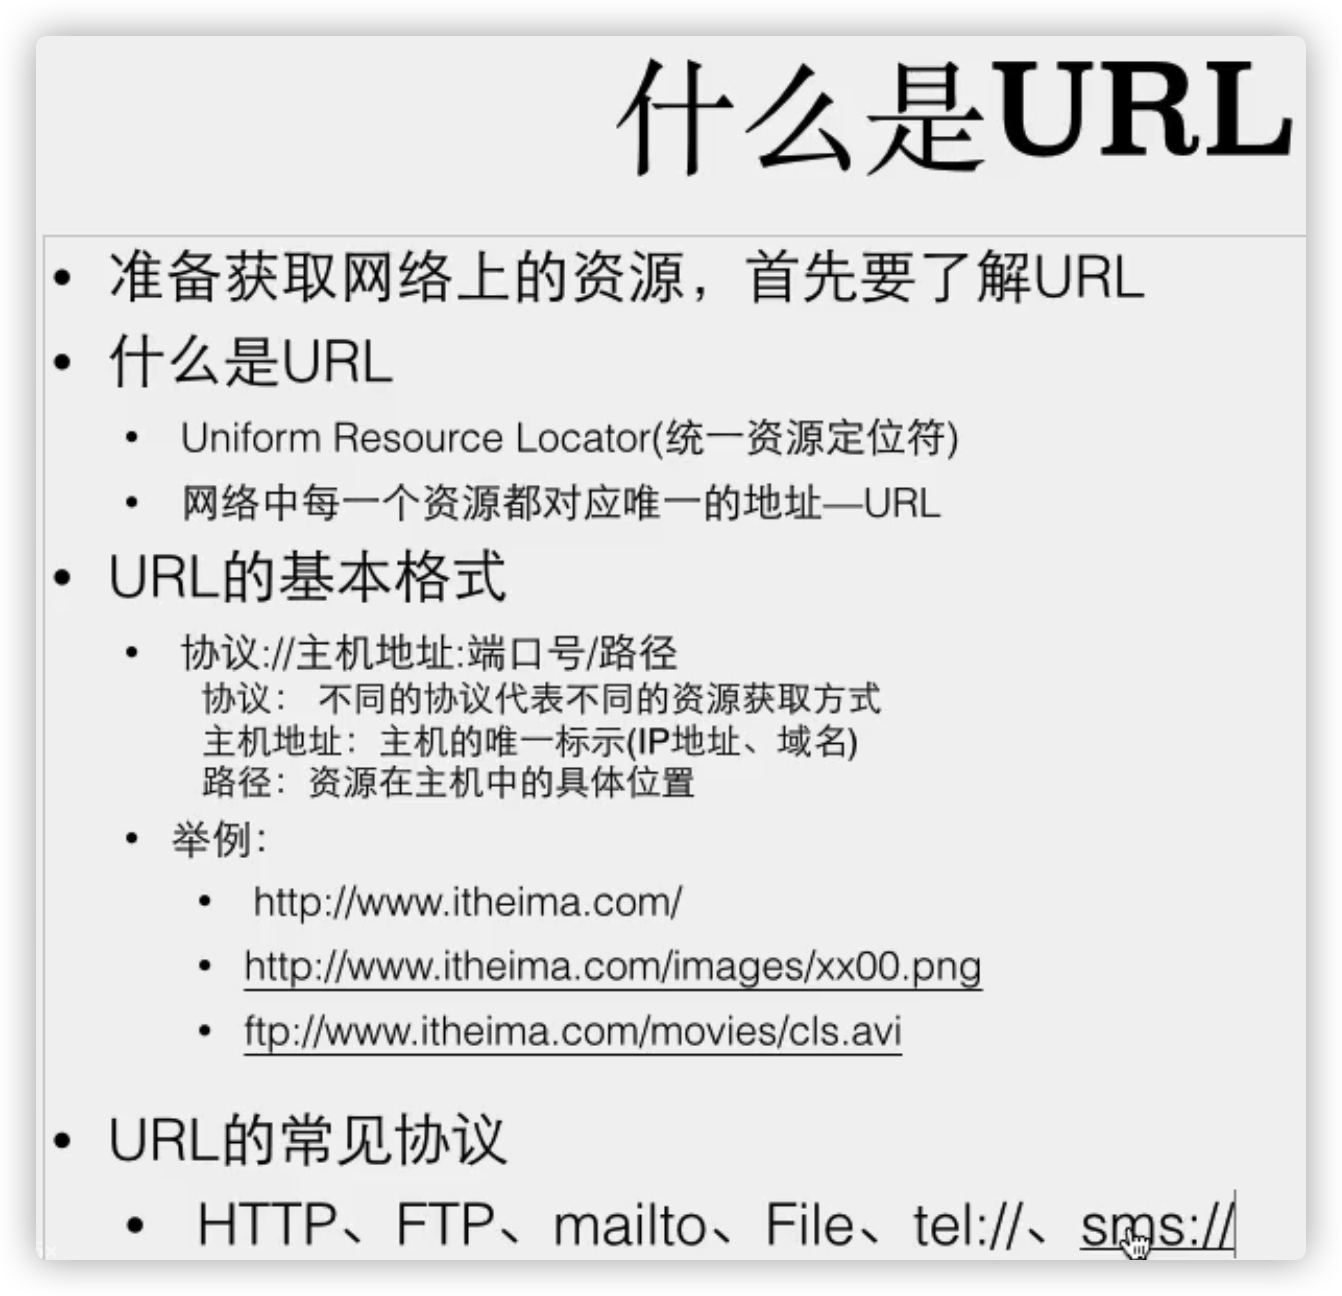 什么是URL
• 准备获取网络上的资源，首先要了解URL
• 什么是URL
• Uniform Resource Locator(统一资源定位符)
• 网络中每一个资源都对应唯一的地址—URL
• URL的基本格式
• 协议://主机地址:端口号/路径
协议： 不同的协议代表不同的资源获取方式
主机地址：主机的唯一标示(IP地址、域名)
路径：资源在主机中的具体位置
• 举例：
• http://www.itheima.com/
• http://www.itheima.com/images/xx00.png
• ftp://www.itheima.com/movies/cls.avi
• URL的常见协议
• HTTP、FTP、mailto、File、tel://、sms://